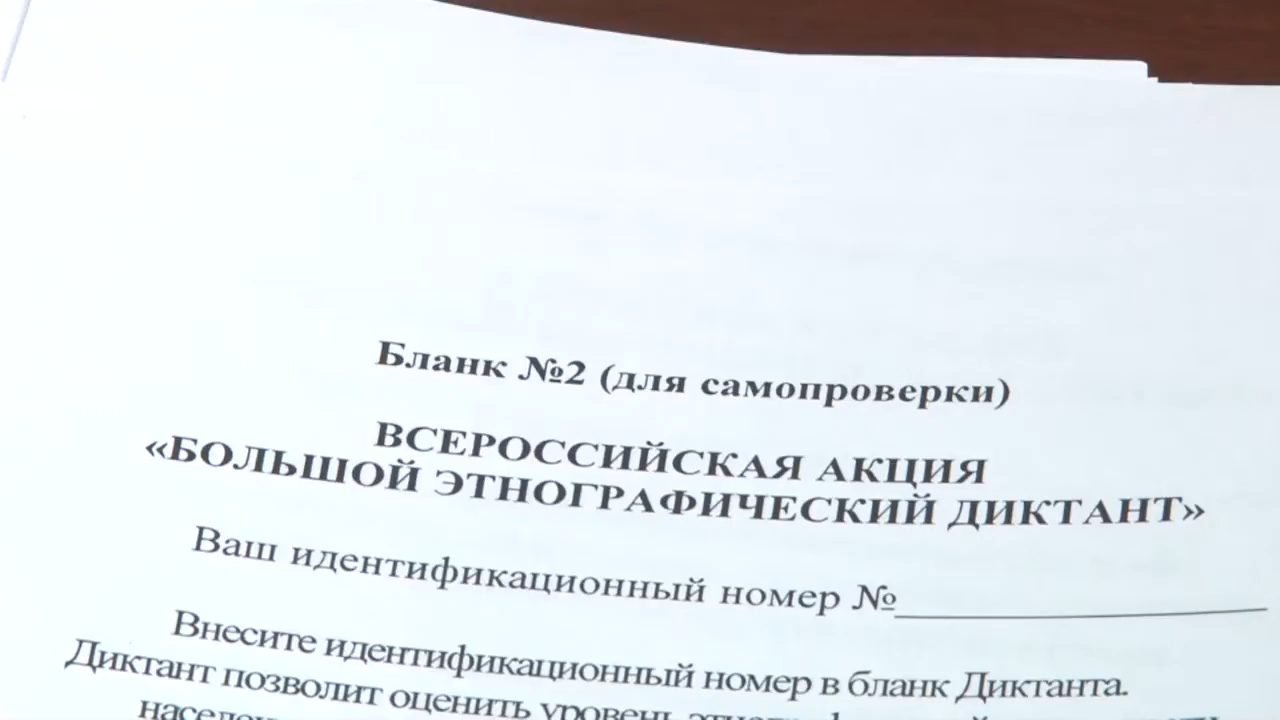 Бланк №2 (для самопроверки)
ВСЕРОССИЙСКАЯ АКЦИЯ
«БОЛЬШОЙ ЭТНОГРАФИЧЕСКИЙ ДИКТАНТ»
Ваш идентификационный номер №
Внесите идентификационный номер в бланк Диктанта.
Диктант позволит оценить уровень